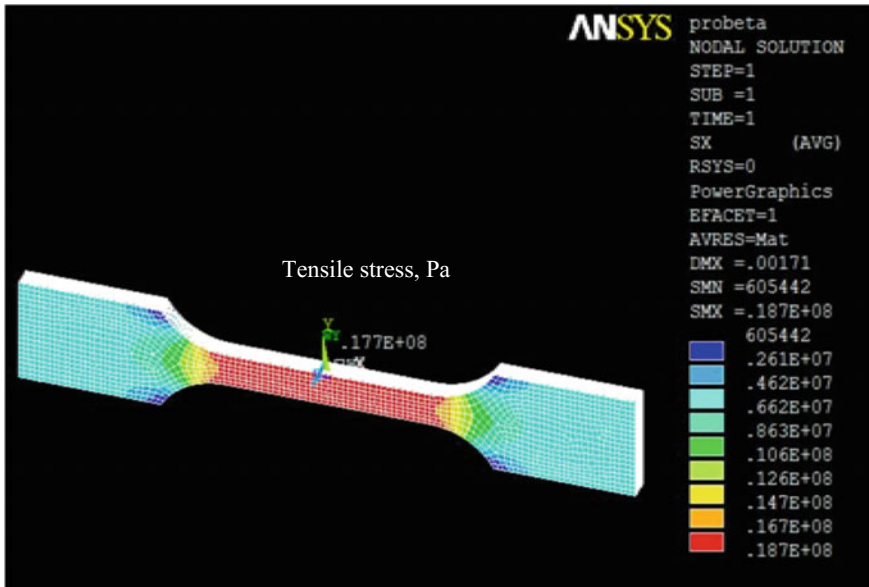 ANSYS
probeta
NODAL SOLUTION
STEP=1
SUB =1
TIME=1
SX (AVG)
RSYS=0
PowerGraphics
EFACET=1
AVRES=Mat
DMX =.00171
SMN =605442
SMX =.187E+08
Tensile stress, Pa
Y
.177E+08
X
605442
.261E+07
.462E+07
.662E+07
.863E+07
.106E+08
.126E+08
.147E+08
.167E+08
.187E+08